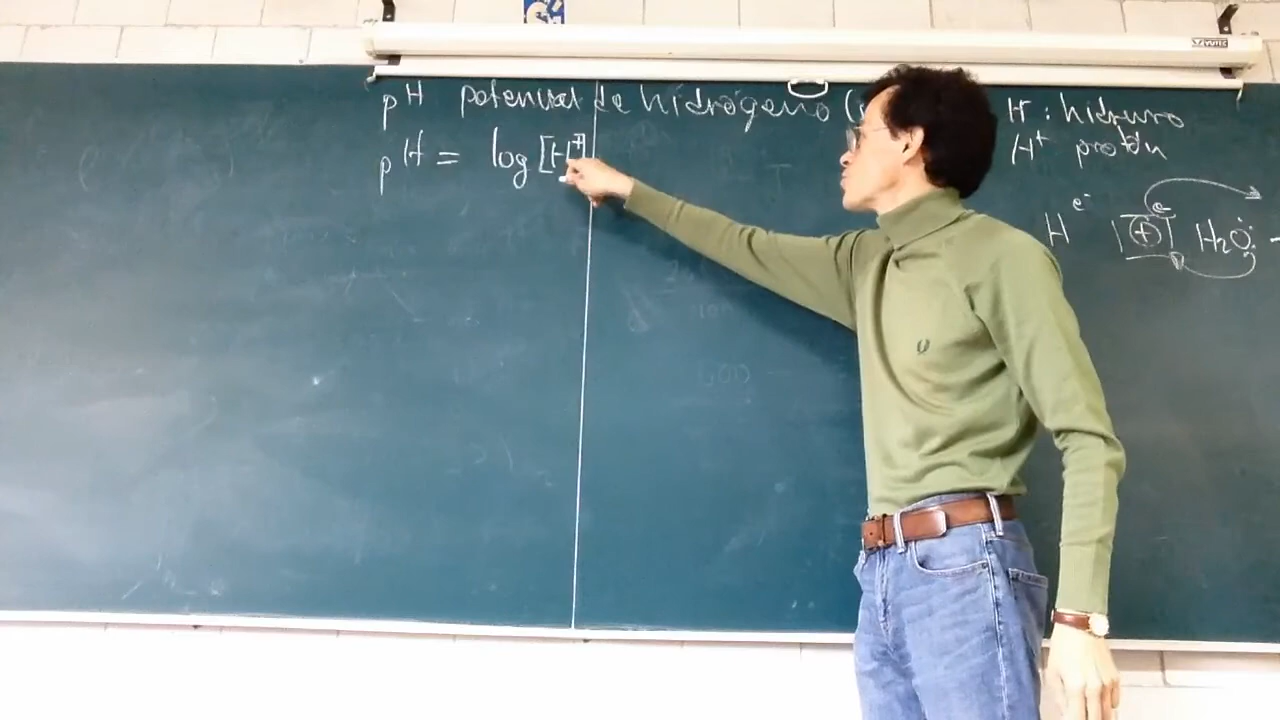 pH potencial de hidrógeno (
pH = log [H⁺
H⁻ : hidruro
H⁺ protón
e⁻ e
H H₂O